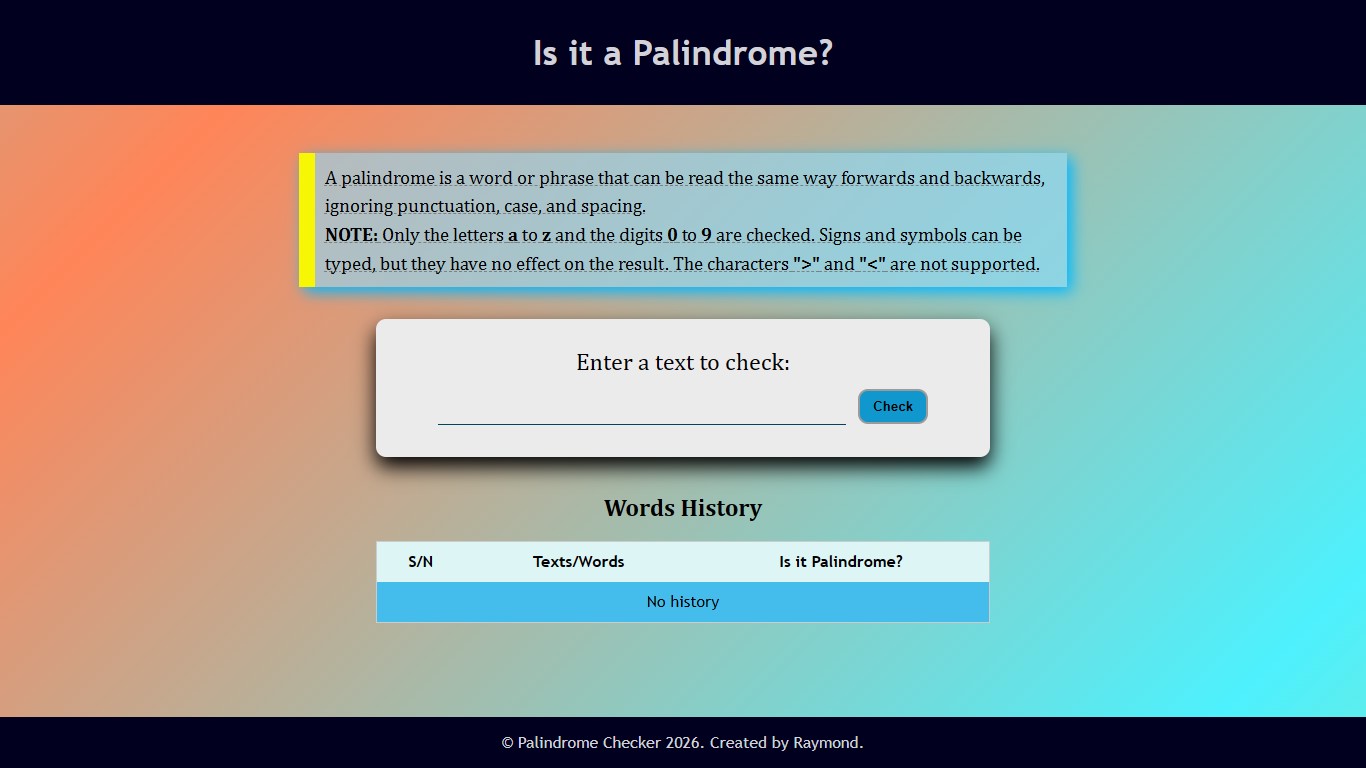 Is it a Palindrome?
A palindrome is a word or phrase that can be read the same way forwards and backwards,
ignoring punctuation, case, and spacing.
NOTE: Only the letters a to z and the digits 0 to 9 are checked. Signs and symbols can be
typed, but they have no effect on the result. The characters ">" and "<" are not supported.
Enter a text to check:
Check
Words History
S/N Texts/Words Is it Palindrome?
No history
© Palindrome Checker 2026. Created by Raymond.